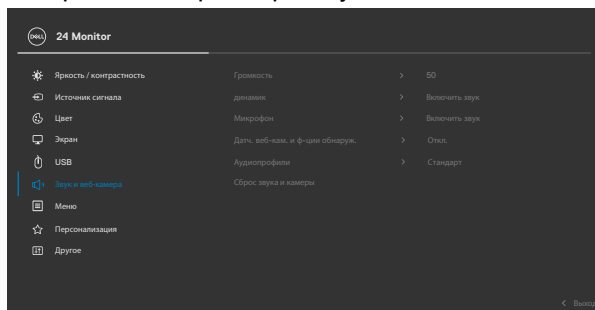 DELL 24 Monitor
Яркость / контрастность Громкость > 50
Источник сигнала динамик > Включить звук
Цвет Микрофон > Включить звук
Экран Датч. веб-кам. и ф-ции обнаруж. > Откл.
USB Аудиопрофили > Стандарт
Звук и веб-камера Сброс звука и камеры
Меню
Персонализация
Другое
< Выход